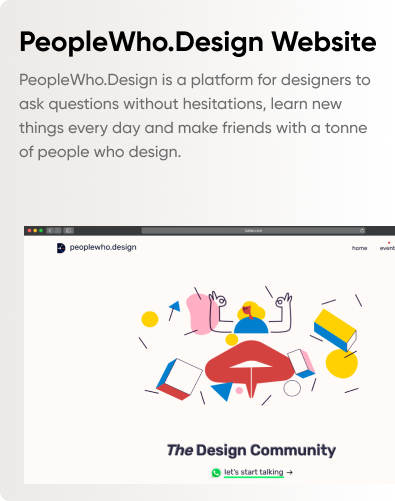 PeopleWho.Design Website
PeopleWho.Design is a platform for designers to
ask questions without hesitations, learn new
things every day and make friends with a tonne
of people who design.
peoplewho.design
home event
The Design Community
let's start talking →